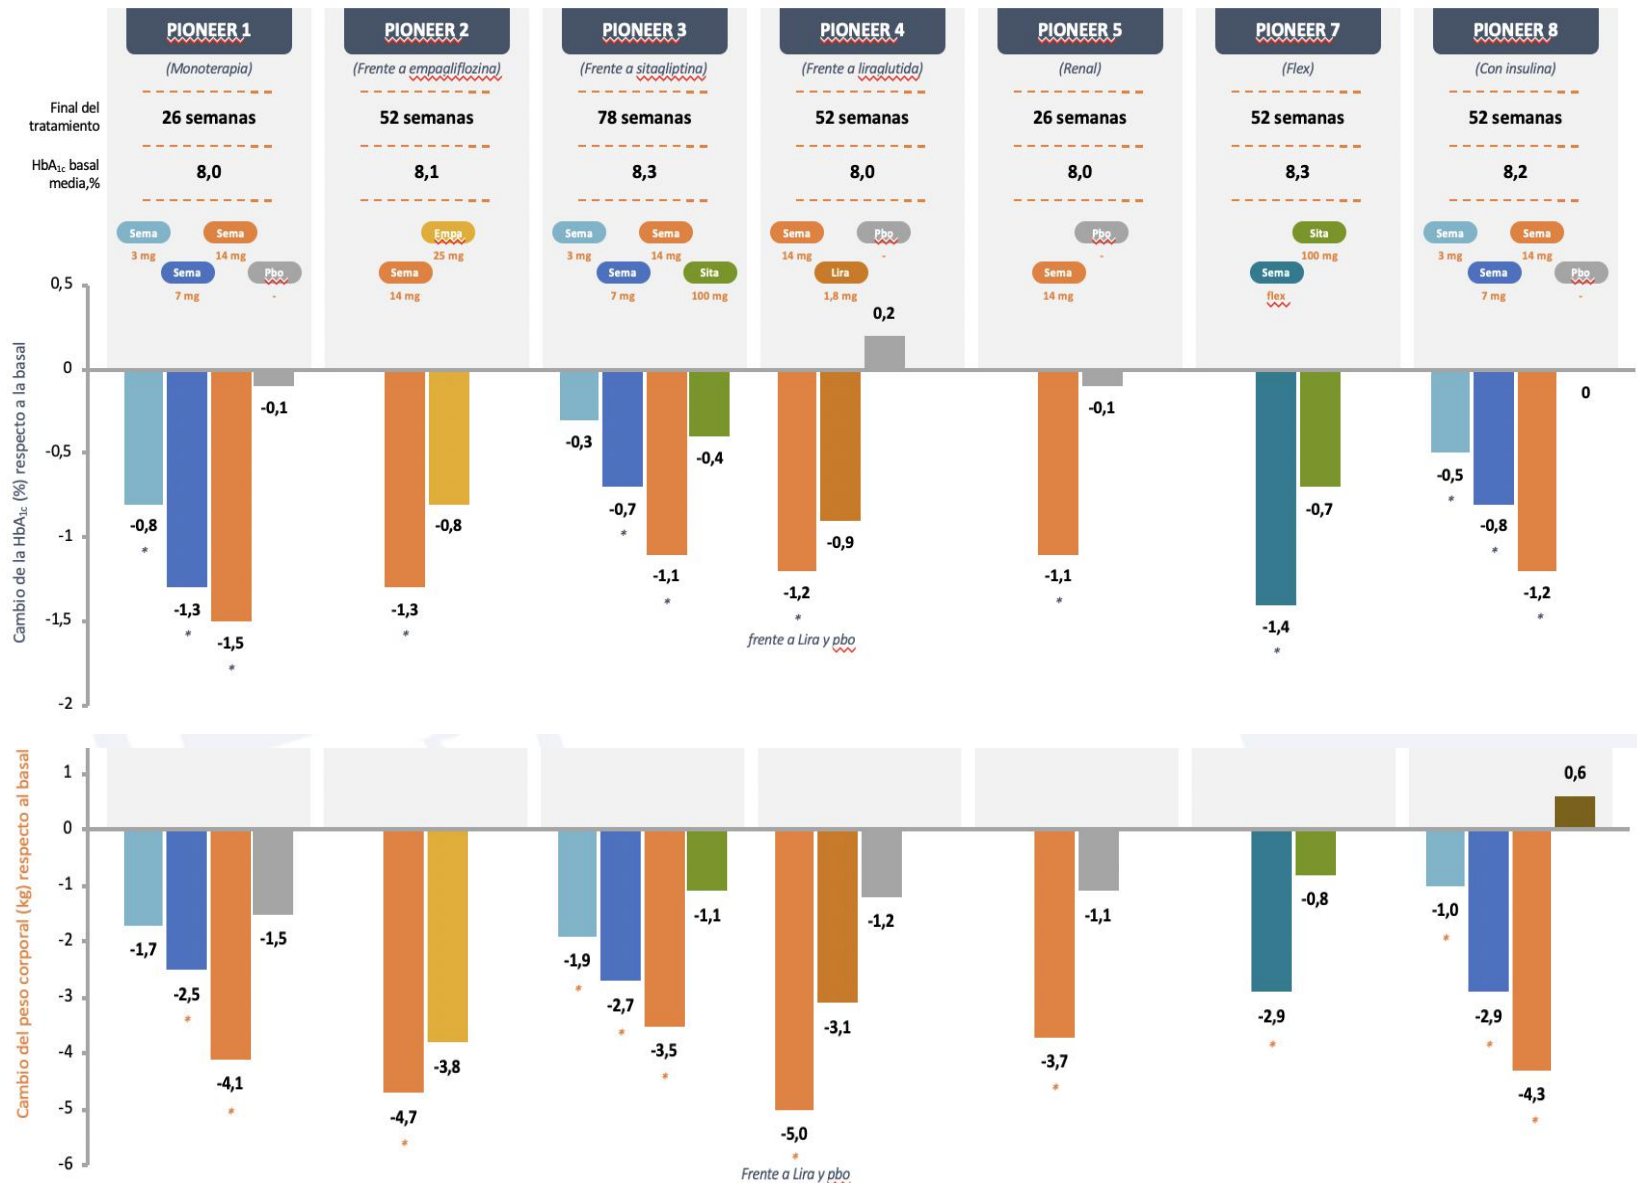 PIONEER 1 PIONEER 2 PIONEER 3 PIONEER 4 PIONEER 5 PIONEER 7 PIONEER 8
(Monoterapia) (Frente a empaaliflozina) (Frente a sitagliptina) (Frente a liraglutida) (Renal) (Flex) (Con insulina)
Final del
tratamiento
26 semanas 52 semanas 78 semanas 52 semanas 26 semanas 52 semanas 52 semanas
HbA1c basal
media,%
8,0 8,1 8,3 8,0 8,0 8,3 8,2
Sema Sema Empa Sema Sema Sema Pbo Pbo Sita Sema Sema
3 mg 14 mg 25 mg 3 mg 14 mg 14 mg - - 100 mg 3 mg 14 mg
Sema Pbo Sema Sema Sita Lira Sema Sema Sema Pbo
7 mg - 14 mg 7 mg 100 mg 1,8 mg 14 mg flex 7 mg -
Cambio de la HbA1c (%) respecto a la basal
0,5
0
-0,5
-1
-1,5
-2
-0,8 * -1,3 * -1,5 * -0,1
-1,3 * -0,8
-0,3 -0,7 * -1,1 * -0,4
-1,2 * -0,9 0,2
frente a Lira y pbo
-1,1 * -0,1
-1,4 * -0,7
-0,5 * -0,8 * -1,2 * 0
Cambio del peso corporal (kg) respecto al basal
1
0
-1
-2
-3
-4
-5
-6
-1,7 -2,5 * -4,1 * -1,5
-4,7 * -3,8
-1,9 * -2,7 * -3,5 * -1,1
-5,0 * -3,1 -1,2
Frente a Lira y pbo
-3,7 * -1,1
-2,9 * -0,8
-1,0 * -2,9 * -4,3 * 0,6